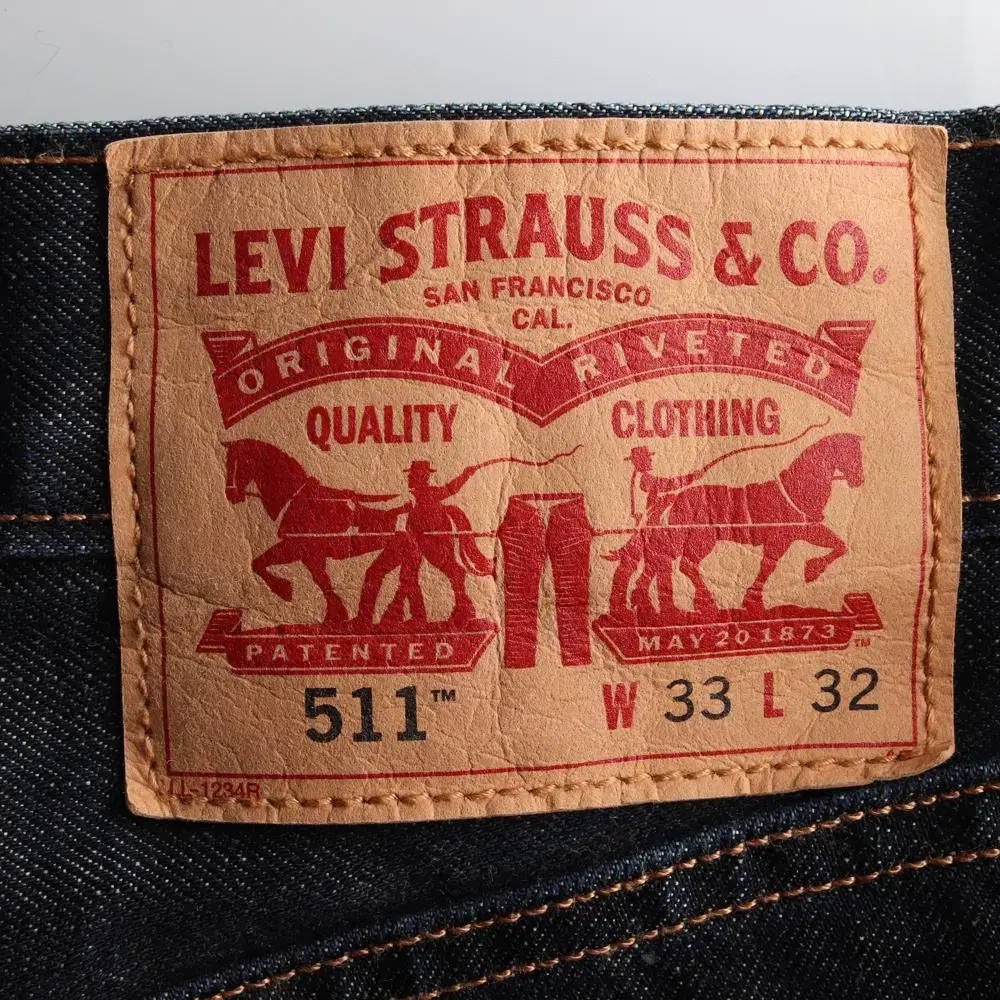 LEVI STRAUSS & CO.
SAN FRANCISCO
CAL.
ORIGINAL RIVETED
QUALITY CLOTHING
PATENTED MAY 20 1873™
511™ W 33 L 32